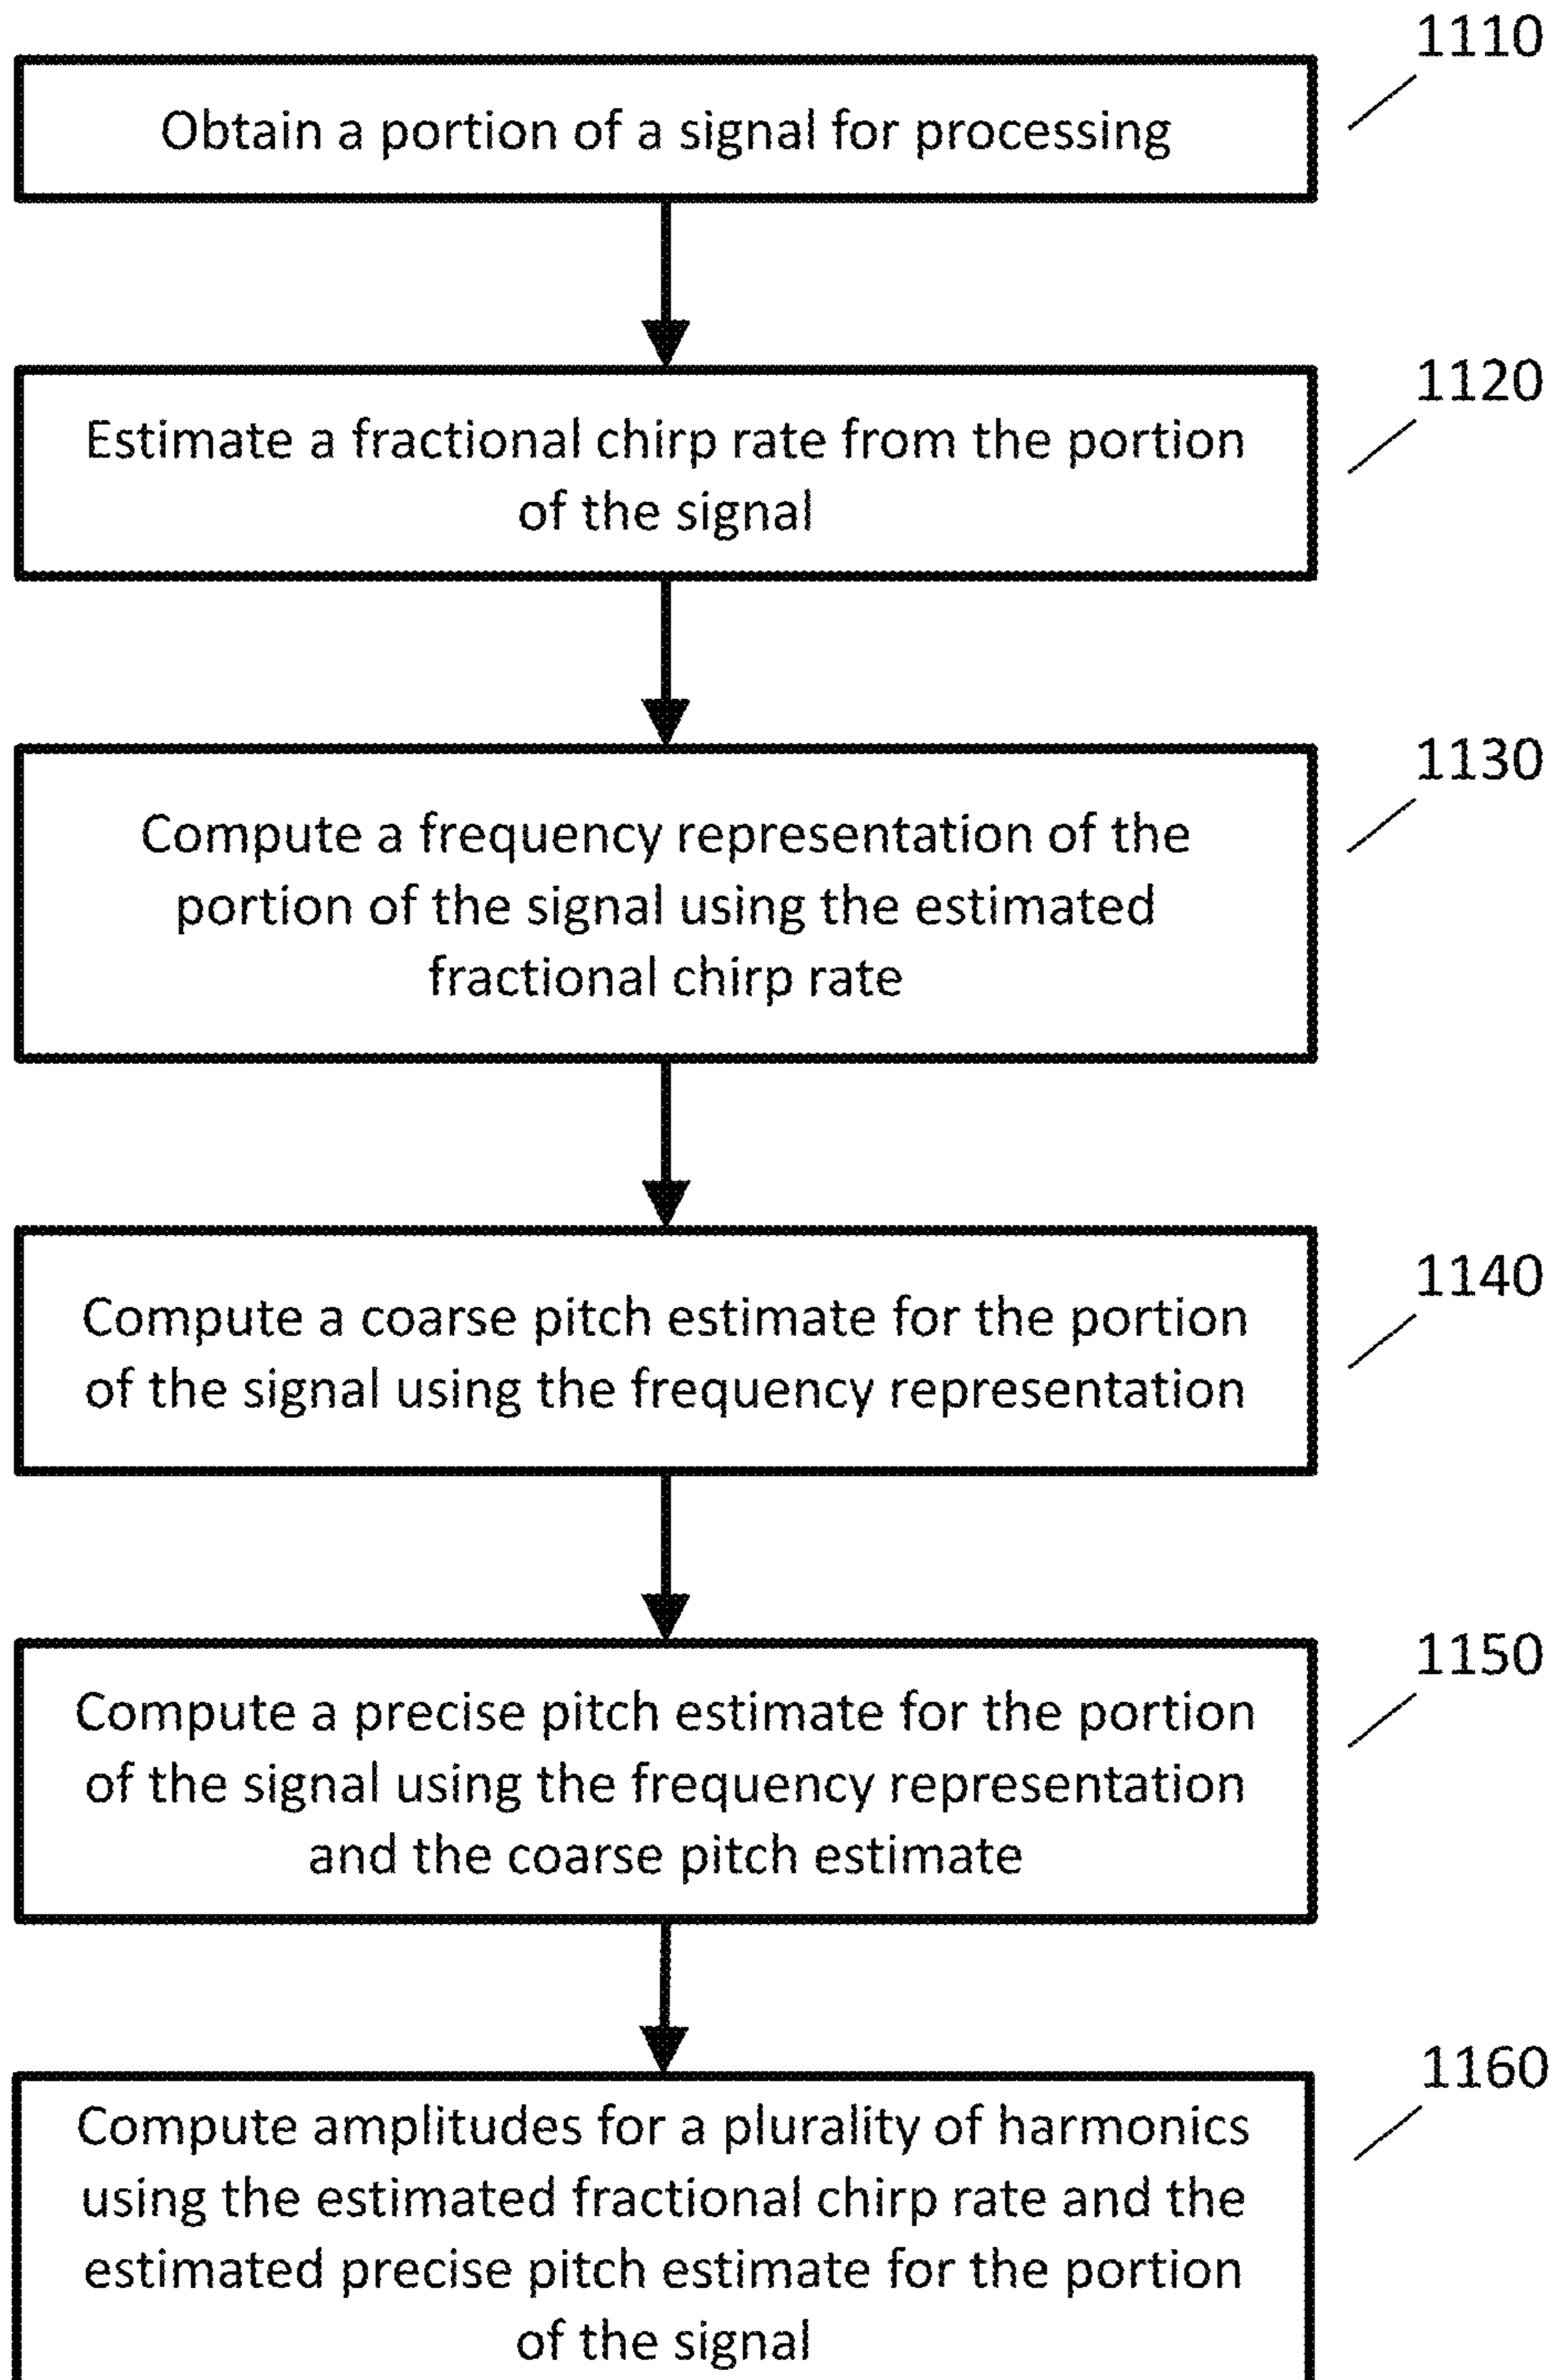 1110
Obtain a portion of a signal for processing
1120
Estimate a fractional chirp rate from the portion
of the signal
1130
Compute a frequency representation of the
portion of the signal using the estimated
fractional chirp rate
1140
Compute a coarse pitch estimate for the portion
of the signal using the frequency representation
1150
Compute a precise pitch estimate for the portion
of the signal using the frequency representation
and the coarse pitch estimate
1160
Compute amplitudes for a plurality of harmonics
using the estimated fractional chirp rate and the
estimated precise pitch estimate for the portion
of the signal